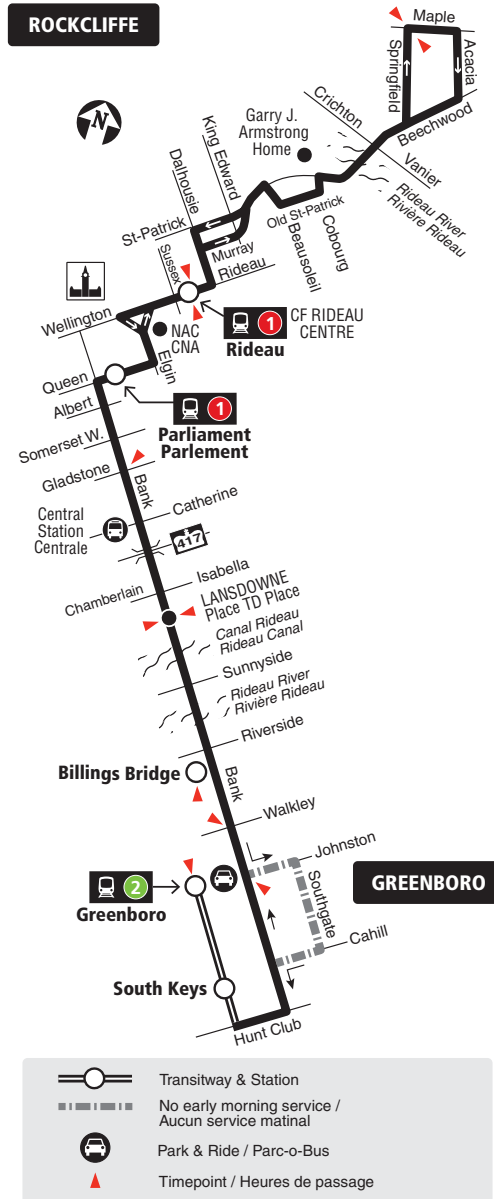 ROCKCLIFFE
Maple
Springfield
Acacia
Beechwood
N
Garry J.
Armstrong
Home
Crichton
Vanier
King Edward
Dalhousie
Rideau River
Rivière Rideau
St-Patrick
Old St-Patrick
Murray
Sussex
Rideau
Beausoleil
Cobourg
Wellington
NAC
CNA
1
Rideau
CF RIDEAU
CENTRE
Elgin
Queen
Albert
1
Parliament
Parlement
Somerset W.
Gladstone
Bank
Catherine
Central
Station
Centrale
417
Isabella
Chamberlain
LANSDOWNE
Place TD Place
Canal Rideau
Rideau Canal
Sunnyside
Rideau River
Rivière Rideau
Riverside
Billings Bridge
Bank
Walkley
Johnston
2
Greenboro
Southgate
GREENBORO
Cahill
South Keys
Hunt Club
Transitway & Station
No early morning service /
Aucun service matinal
Park & Ride / Parc-o-Bus
Timepoint / Heures de passage